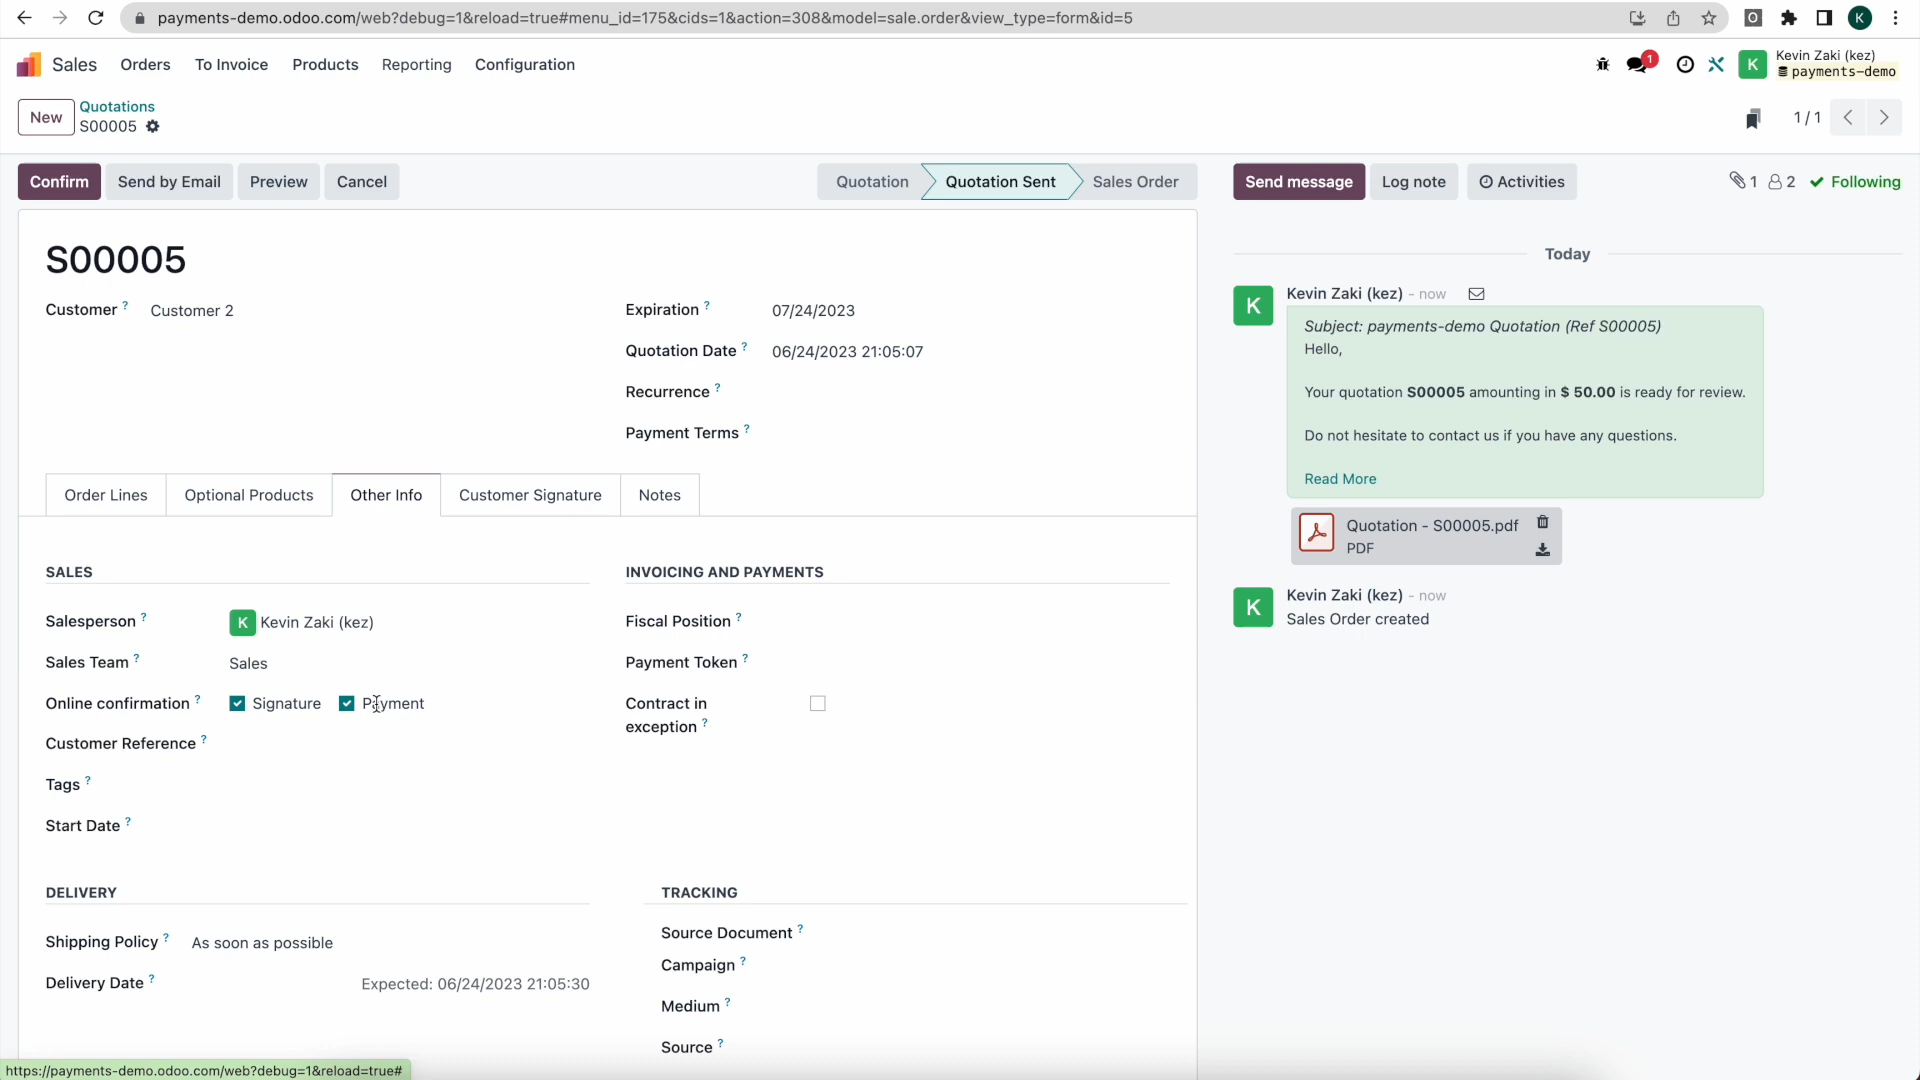 payments-demo.odoo.com/web?debug=1&reload=true#menu_id=175&cids=1&action=308&model=sale.order&view_type=form&id=5
O
K
Sales Orders To Invoice Products Reporting Configuration
1
K
Kevin Zaki (kez)
payments-demo
New
Quotations
S00005
1 / 1
Confirm Send by Email Preview Cancel
Quotation Quotation Sent Sales Order
Send message Log note Activities
1 2 Following
S00005
Customer ? Customer 2
Expiration ? 07/24/2023
Quotation Date ? 06/24/2023 21:05:07
Recurrence ?
Payment Terms ?
Order Lines Optional Products Other Info Customer Signature Notes
SALES
Salesperson ? K Kevin Zaki (kez)
Sales Team ? Sales
Online confirmation ? Signature Payment
Customer Reference ?
Tags ?
Start Date ?
INVOICING AND PAYMENTS
Fiscal Position ?
Payment Token ?
Contract in
exception ?
DELIVERY
Shipping Policy ? As soon as possible
Delivery Date ? Expected: 06/24/2023 21:05:30
TRACKING
Source Document ?
Campaign ?
Medium ?
Source ?
Today
K
Kevin Zaki (kez) - now
Subject: payments-demo Quotation (Ref S00005)
Hello,
Your quotation S00005 amounting in $ 50.00 is ready for review.
Do not hesitate to contact us if you have any questions.
Read More
Quotation - S00005.pdf
PDF
K
Kevin Zaki (kez) - now
Sales Order created
https://payments-demo.odoo.com/web?debug=1&reload=true#